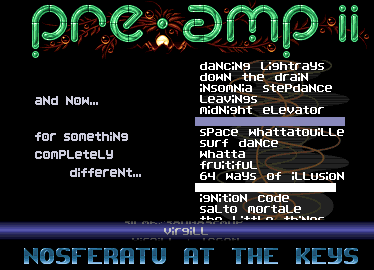 pre·amp ii
and now...
for something
completely
different...
dancing lightrays
down the drain
insomnia stepdance
leavings
midnight elevator
space whattatouille
surf dance
whatta
fruitiful
64 ways of illusion
ignition code
salto mortale
the little things
virgill
NOSFERATU AT THE KEYS